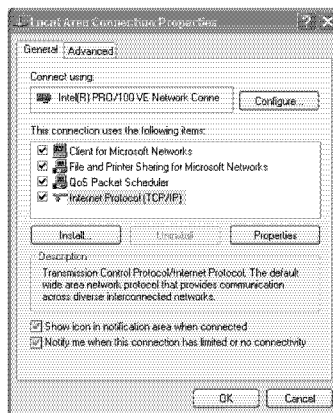 Local Area Connection Properties
General
Advanced
Connect using:
Intel(R) PRO/100 VE Network Conne
Configure...
This connection uses the following items:
Client for Microsoft Networks
File and Printer Sharing for Microsoft Networks
QoS Packet Scheduler
Internet Protocol (TCP/IP)
Install...
Uninstall
Properties
Description
Transmission Control Protocol/Internet Protocol. The default
wide area network protocol that provides communication
across diverse interconnected networks.
Show icon in notification area when connected
Notify me when this connection has limited or no connectivity
OK
Cancel